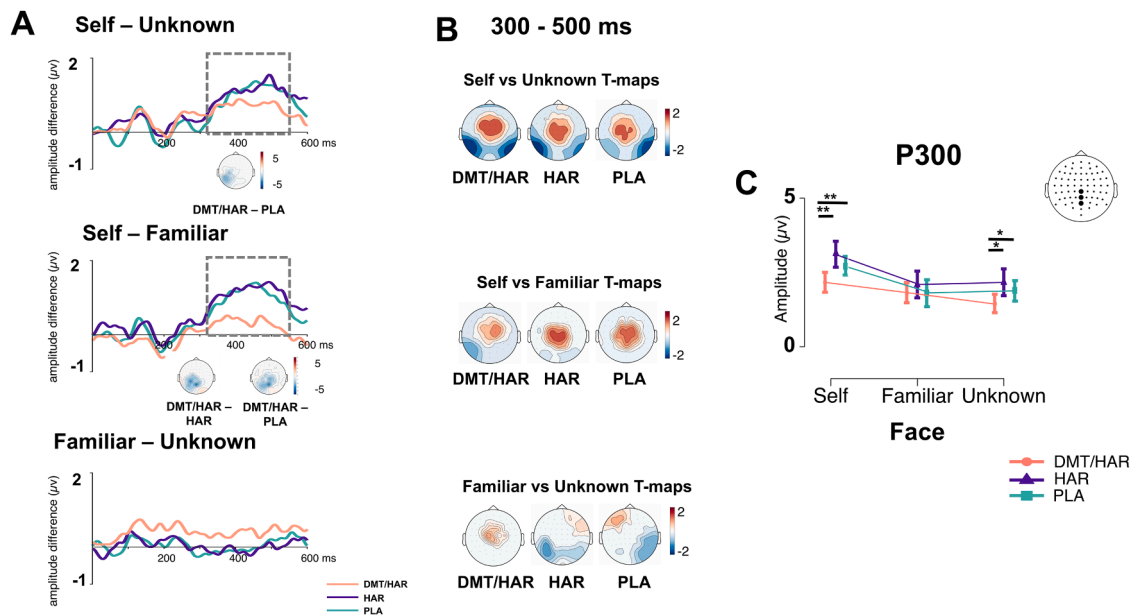 A
Self – Unknown
amplitude difference (μv)
2
-1
200
400
600 ms
5
-5
DMT/HAR – PLA
Self – Familiar
amplitude difference (μv)
2
-1
200
400
600 ms
5
-5
DMT/HAR –
HAR
DMT/HAR –
PLA
Familiar – Unknown
amplitude difference (μv)
2
-1
200
400
600 ms
DMT/HAR
HAR
PLA
B
300 - 500 ms
Self vs Unknown T-maps
2
-2
DMT/HAR
HAR
PLA
Self vs Familiar T-maps
2
-2
DMT/HAR
HAR
PLA
Familiar vs Unknown T-maps
2
-2
DMT/HAR
HAR
PLA
C
P300
Amplitude (μv)
5
0
**
**
*
*
Self
Familiar
Unknown
Face
DMT/HAR
HAR
PLA